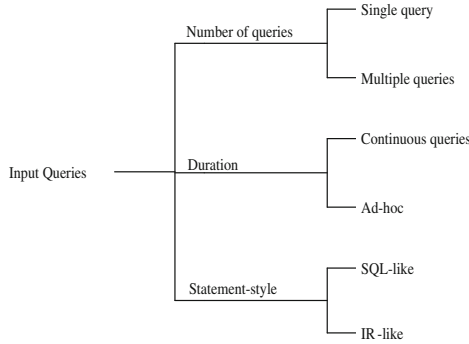 Single query
Number of queries
Multiple queries
Continuous queries
Input Queries
Duration
Ad-hoc
SQL-like
Statement-style
IR-like